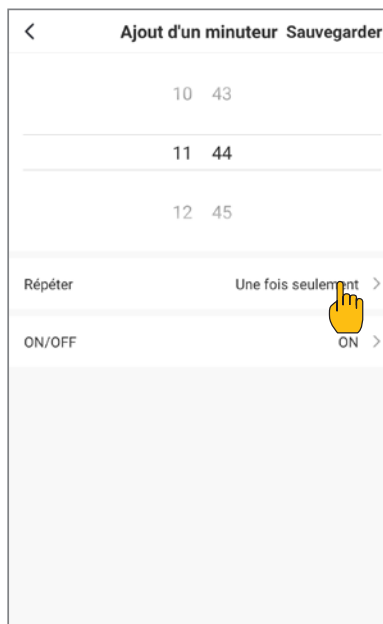 Ajout d'un minuteur Sauvegarder
10 43
11 44
12 45
Répéter Une fois seulement
ON/OFF ON